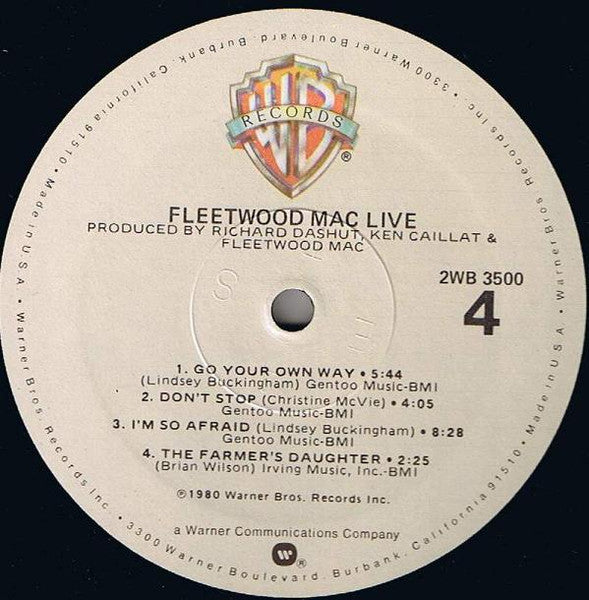 WB
RECORDS
®
FLEETWOOD MAC LIVE
PRODUCED BY RICHARD DASHUT, KEN CAILLAT &
FLEETWOOD MAC
2WB 3500
4
S
1. GO YOUR OWN WAY • 5:44
(Lindsey Buckingham) Gentoo Music-BMI
2. DON'T STOP (Christine McVie) • 4:05
Gentoo Music-BMI
3. I'M SO AFRAID (Lindsey Buckingham) • 8:28
Gentoo Music-BMI
4. THE FARMER'S DAUGHTER • 2:25
(Brian Wilson) Irving Music, Inc.-BMI
℗1980 Warner Bros. Records Inc.
a Warner Communications Company
W®
3300 Warner Boulevard. Burbank. California 91510 • Made in USA • Warner Bros. Records Inc. • 3300 Warner Boulevard. Burbank. California 91510 • Made in U.S.A. • Warner Bros Records Inc. •